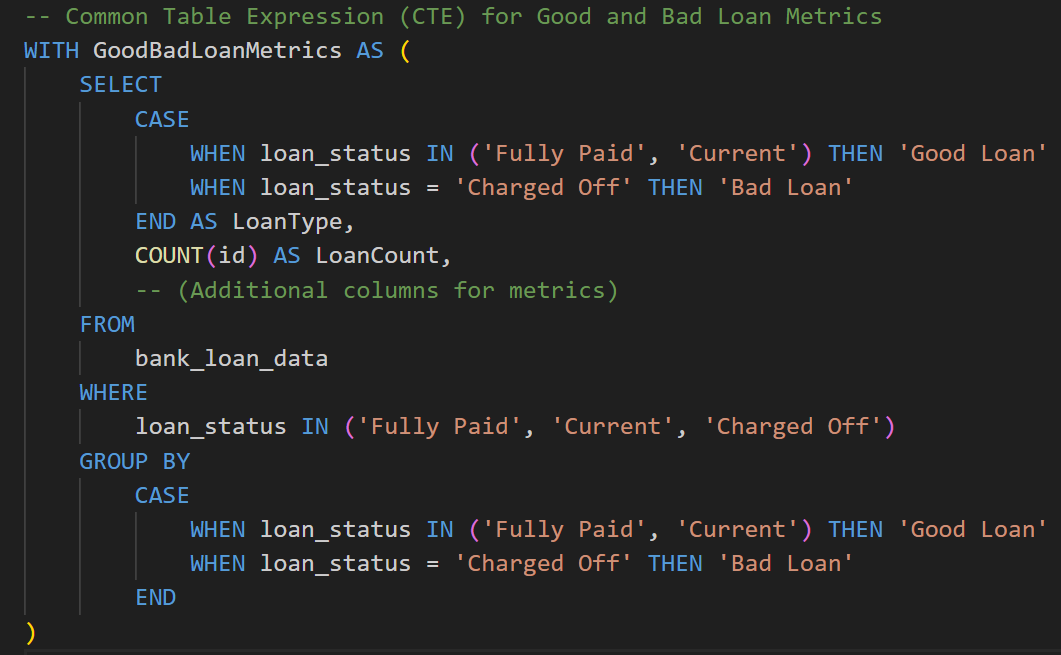 -- Common Table Expression (CTE) for Good and Bad Loan Metrics
WITH GoodBadLoanMetrics AS (
    SELECT
        CASE
            WHEN loan_status IN ('Fully Paid', 'Current') THEN 'Good Loan'
            WHEN loan_status = 'Charged Off' THEN 'Bad Loan'
        END AS LoanType,
        COUNT(id) AS LoanCount,
        -- (Additional columns for metrics)
    FROM
        bank_loan_data
    WHERE
        loan_status IN ('Fully Paid', 'Current', 'Charged Off')
    GROUP BY
        CASE
            WHEN loan_status IN ('Fully Paid', 'Current') THEN 'Good Loan'
            WHEN loan_status = 'Charged Off' THEN 'Bad Loan'
        END
)